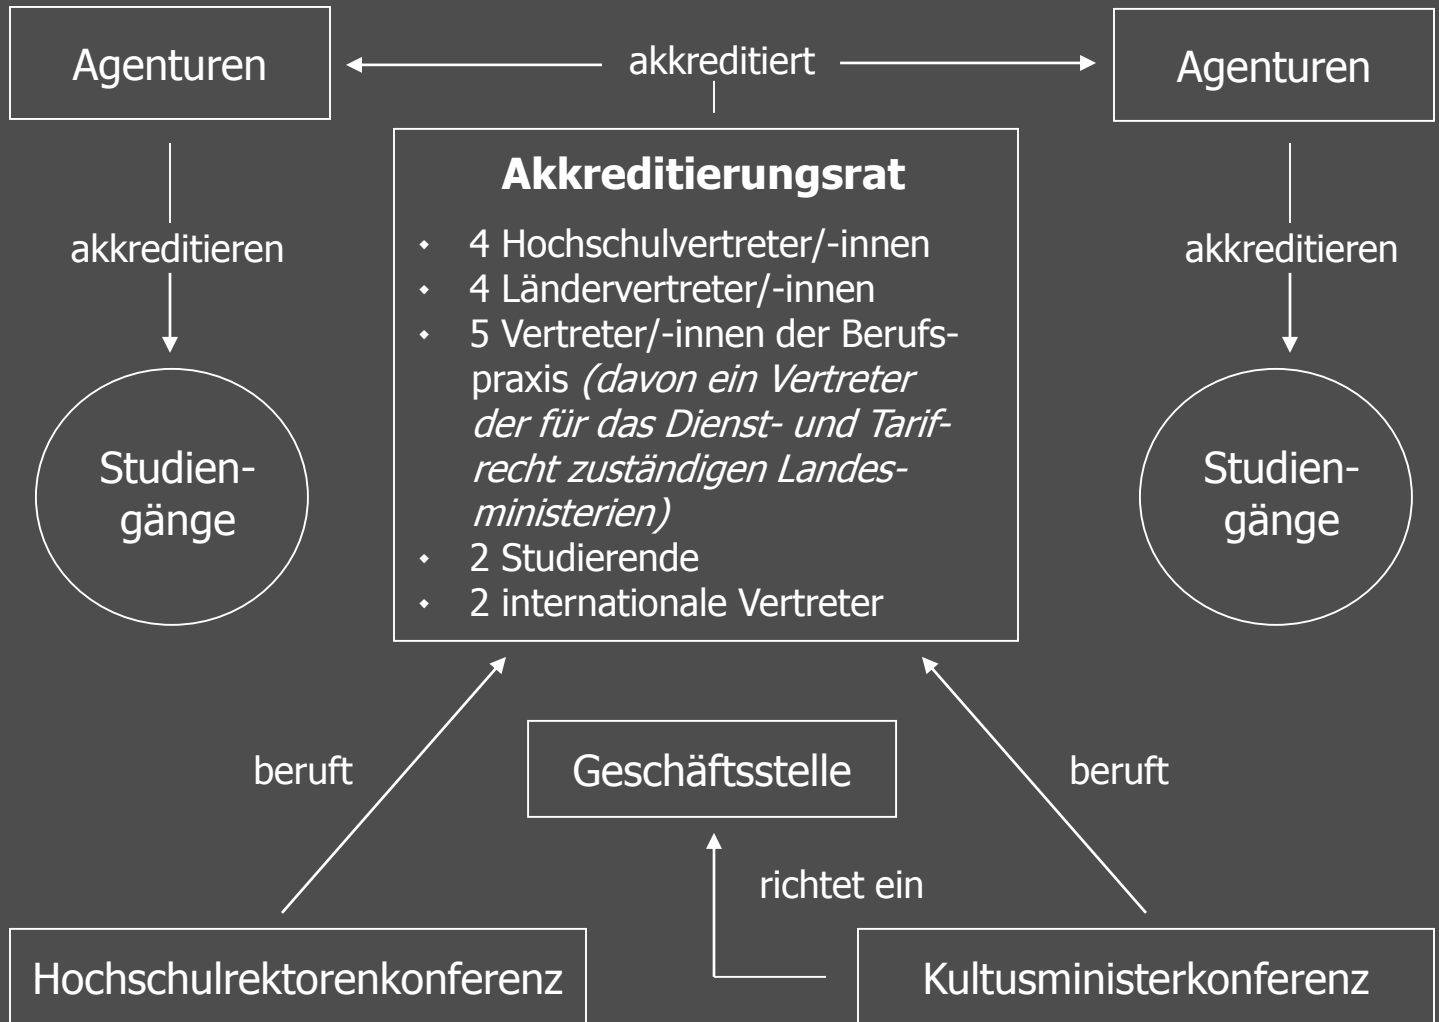 Agenturen
akkreditiert
Agenturen
Akkreditierungsrat
• 4 Hochschulvertreter/-innen
• 4 Ländervertreter/-innen
• 5 Vertreter/-innen der Berufs-
praxis (davon ein Vertreter
der für das Dienst- und Tarif-
recht zuständigen Landes-
ministerien)
• 2 Studierende
• 2 internationale Vertreter
akkreditieren
akkreditieren
Studien-
gänge
Studien-
gänge
beruft
Geschäftsstelle
beruft
richtet ein
Hochschulrektorenkonferenz
Kultusministerkonferenz